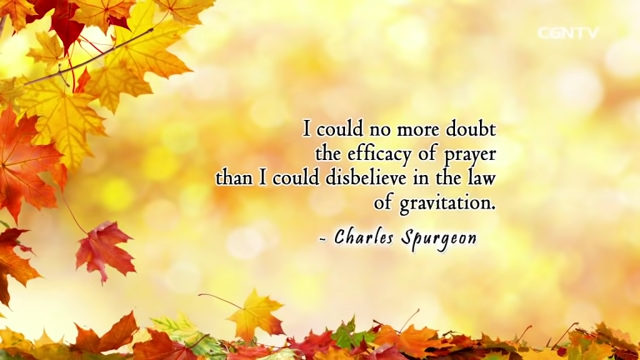 CGNTV
I could no more doubt
the efficacy of prayer
than I could disbelieve in the law
of gravitation.
~ Charles Spurgeon